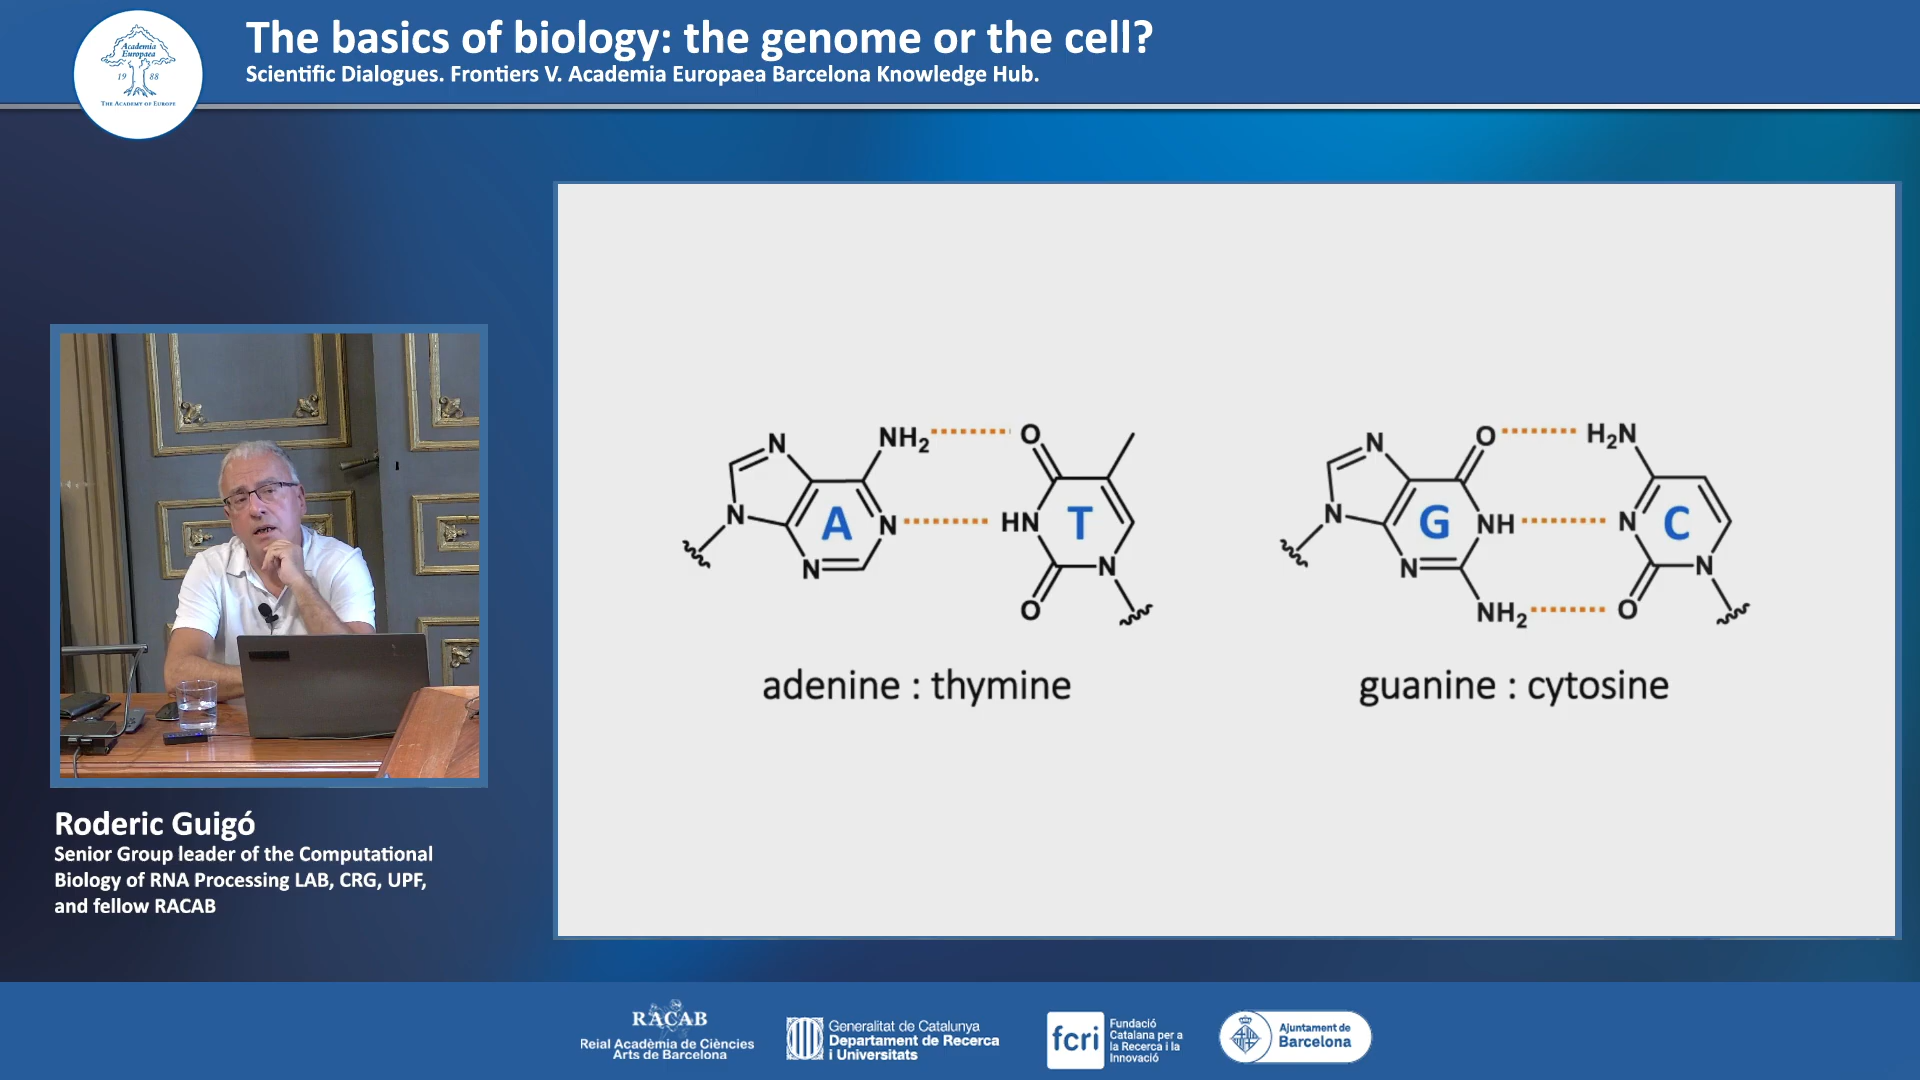 The basics of biology: the genome or the cell?
Scientific Dialogues. Frontiers V. Academia Europaea Barcelona Knowledge Hub.
Academia
Europaea
19 88
THE ACADEMY OF EUROPE
N
NH₂
O
N
N
N
A
HN
T
N
O
N
O
H₂N
N
N
G
NH
N
C
N
NH₂
O
adenine : thymine
guanine : cytosine
Roderic Guigó
Senior Group leader of the Computational
Biology of RNA Processing LAB, CRG, UPF,
and fellow RACAB
RACAB
Reial Acadèmia de Ciències
Arts de Barcelona
Generalitat de Catalunya
Departament de Recerca
i Universitats
fcri
Fundació
Catalana per a
la Recerca i la
Innovació
Ajuntament de
Barcelona